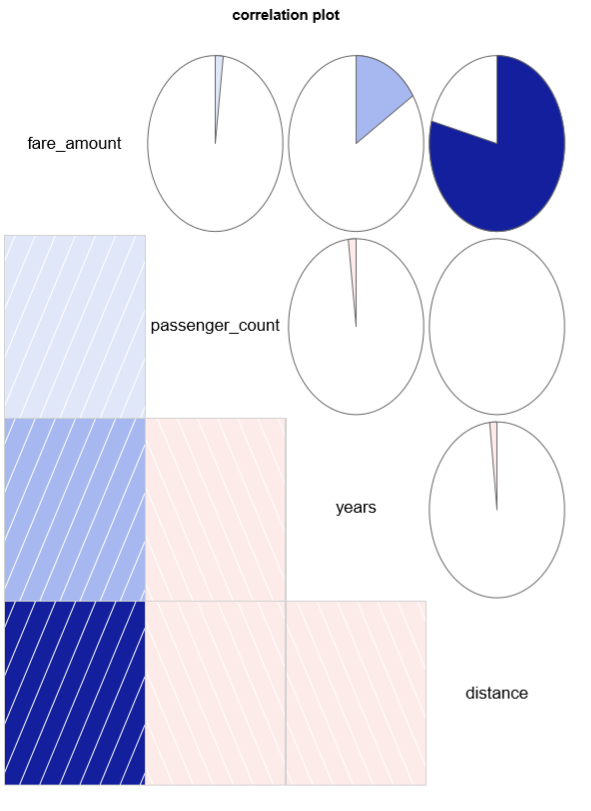 correlation plot
fare_amount
passenger_count
years
distance